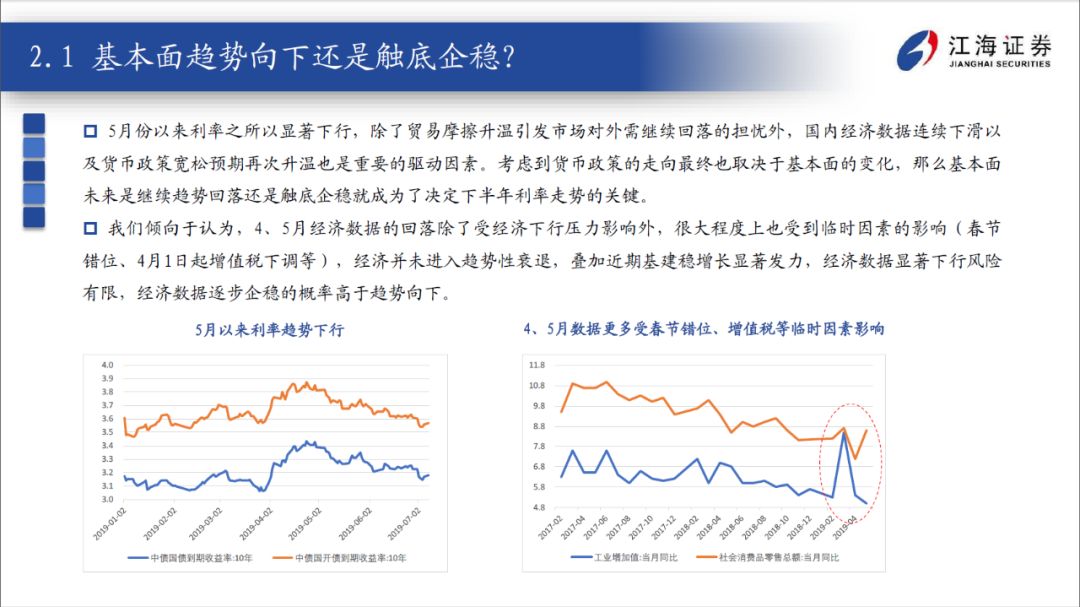 2.1 基本面趋势向下还是触底企稳?
江海证券
JIANGHAI SECURITIES
5月份以来利率之所以显著下行，除了贸易摩擦升温引发市场对外需继续回落的担忧外，国内经济数据连续下滑以
及货币政策宽松预期再次升温也是重要的驱动因素。考虑到货币政策的走向最终也取决于基本面的变化，那么基本面
未来是继续趋势回落还是触底企稳就成为了决定下半年利率走势的关键。
我们倾向于认为，4、5月经济数据的回落除了受经济下行压力影响外，很大程度上也受到临时因素的影响（春节
错位、4月1日起增值税下调等），经济并未进入趋势性衰退，叠加近期基建稳增长显著发力，经济数据显著下行风险
有限，经济数据逐步企稳的概率高于趋势向下。
5月以来利率趋势下行
4.0
3.9
3.8
3.7
3.6
3.5
3.4
3.3
3.2
3.1
3.0
2019-01-02
2019-02-02
2019-03-02
2019-04-02
2019-05-02
2019-06-02
2019-07-02
中债国债到期收益率:10年
中债国开债到期收益率:10年
4、5月数据更多受春节错位、增值税等临时因素影响
11.8
10.8
9.8
8.8
7.8
6.8
5.8
4.8
2017-02
2017-04
2017-06
2017-08
2017-10
2017-12
2018-02
2018-04
2018-06
2018-08
2018-10
2018-12
2019-02
2019-04
工业增加值:当月同比
社会消费品零售总额:当月同比